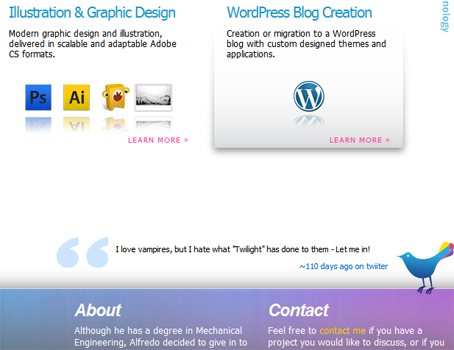 Illustration & Graphic Design
Modern graphic design and illustration,
delivered in scalable and adaptable Adobe
CS formats.
Ps Ai
LEARN MORE »
WordPress Blog Creation
Creation or migration to a WordPress
blog with custom designed themes and
applications.
W
LEARN MORE »
nology
“ I love vampires, but I hate what "Twilight" has done to them - Let me in!
~110 days ago on twiiter
About
Although he has a degree in Mechanical
Engineering, Alfredo decided to give in to
Contact
Feel free to contact me if you have a
project you would like to discuss, or if you